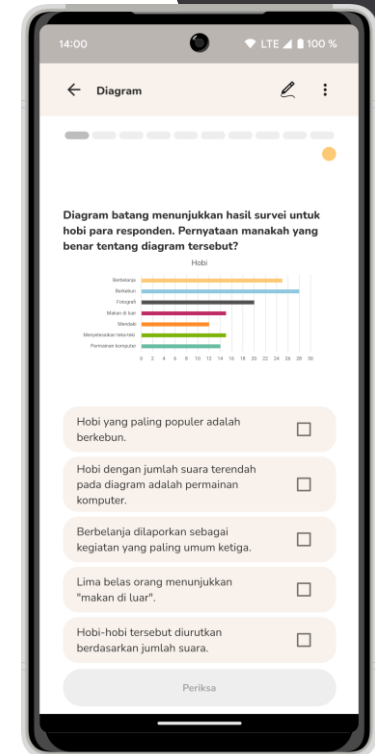 14:00 LTE 100 %
Diagram
Diagram batang menunjukkan hasil survei untuk
hobi para responden. Pernyataan manakah yang
benar tentang diagram tersebut?
Hobi
Berbelanja
Berkebun
Fotografi
Makan di luar
Mendaki
Menyelesaikan teka-teki
Permainan komputer
0 2 4 6 8 10 12 14 16 18 20 22 24 26 28 30
Hobi yang paling populer adalah
berkebun.
Hobi dengan jumlah suara terendah
pada diagram adalah permainan
komputer.
Berbelanja dilaporkan sebagai
kegiatan yang paling umum ketiga.
Lima belas orang menunjukkan
"makan di luar".
Hobi-hobi tersebut diurutkan
berdasarkan jumlah suara.
Periksa